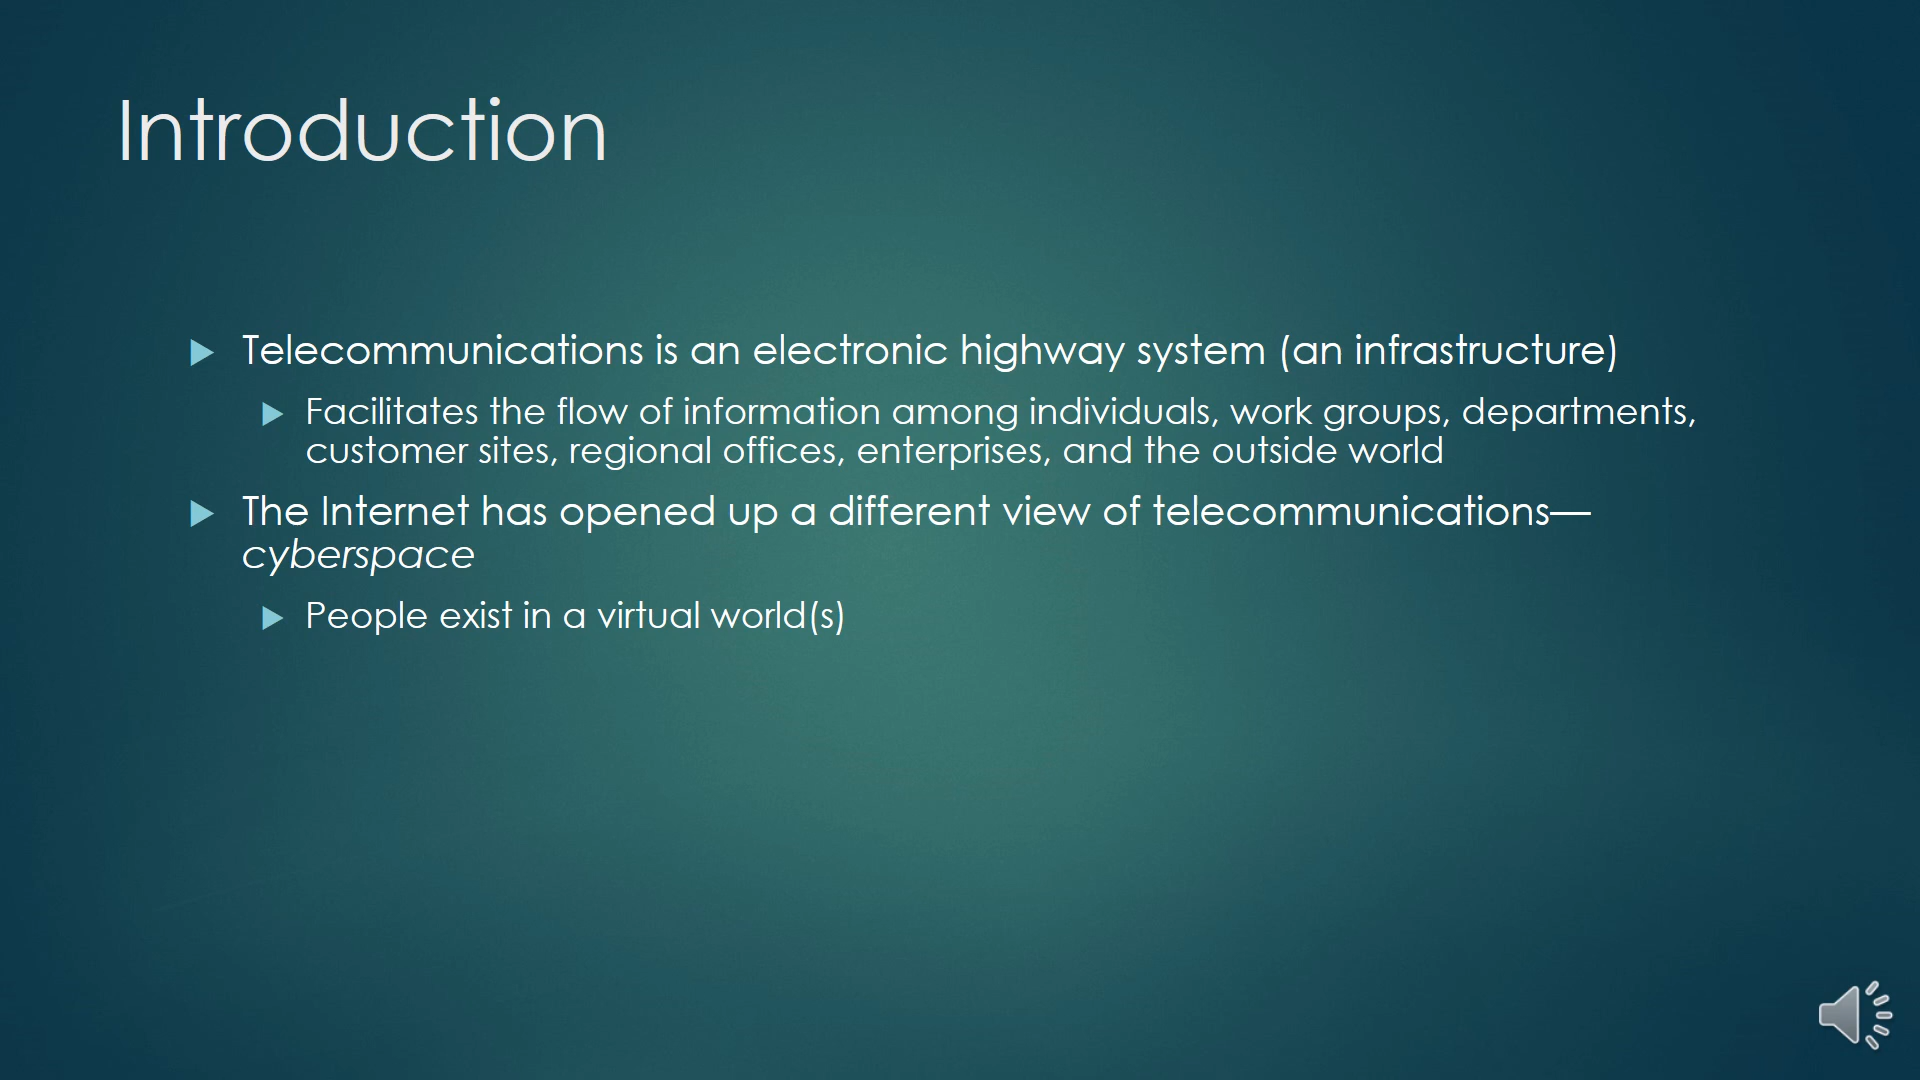 Introduction
Telecommunications is an electronic highway system (an infrastructure)
Facilitates the flow of information among individuals, work groups, departments,
customer sites, regional offices, enterprises, and the outside world
The Internet has opened up a different view of telecommunications—
cyberspace
People exist in a virtual world(s)